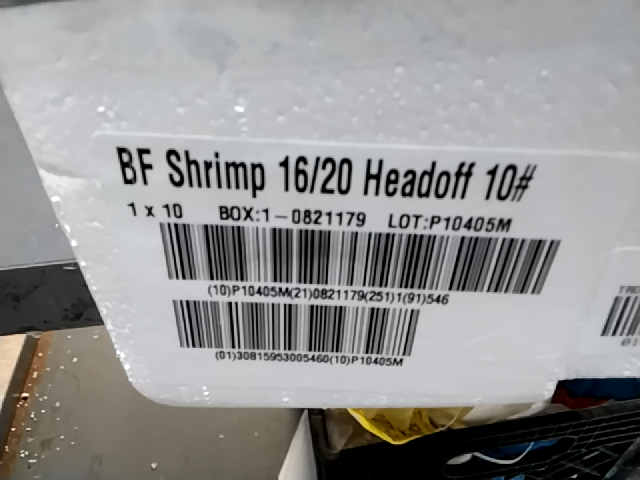 BF Shrimp 16/20 Headoff 10#
1 x 10 BOX:1-0821179 LOT:P10405M
(10)P10405M(21)0821179(251)1(91)546
(01)30815953005460(10)P10405M